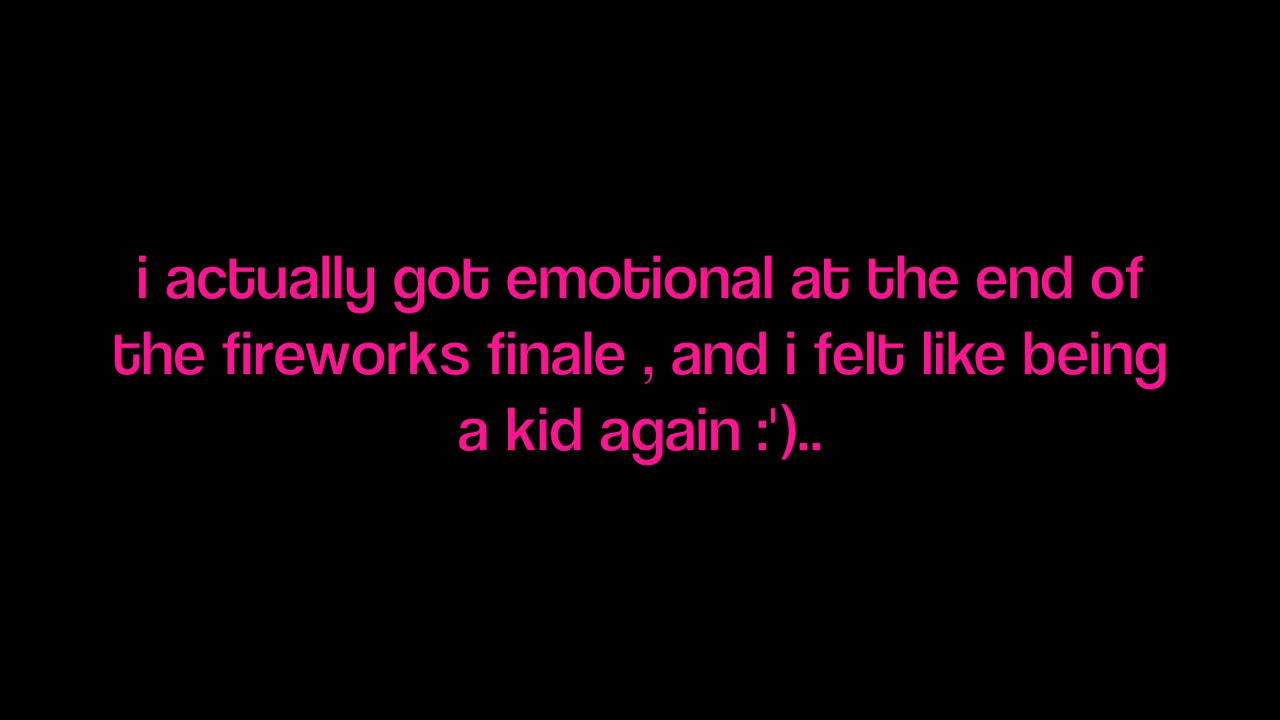 i actually got emotional at the end of
the fireworks finale , and i felt like being
a kid again :')..